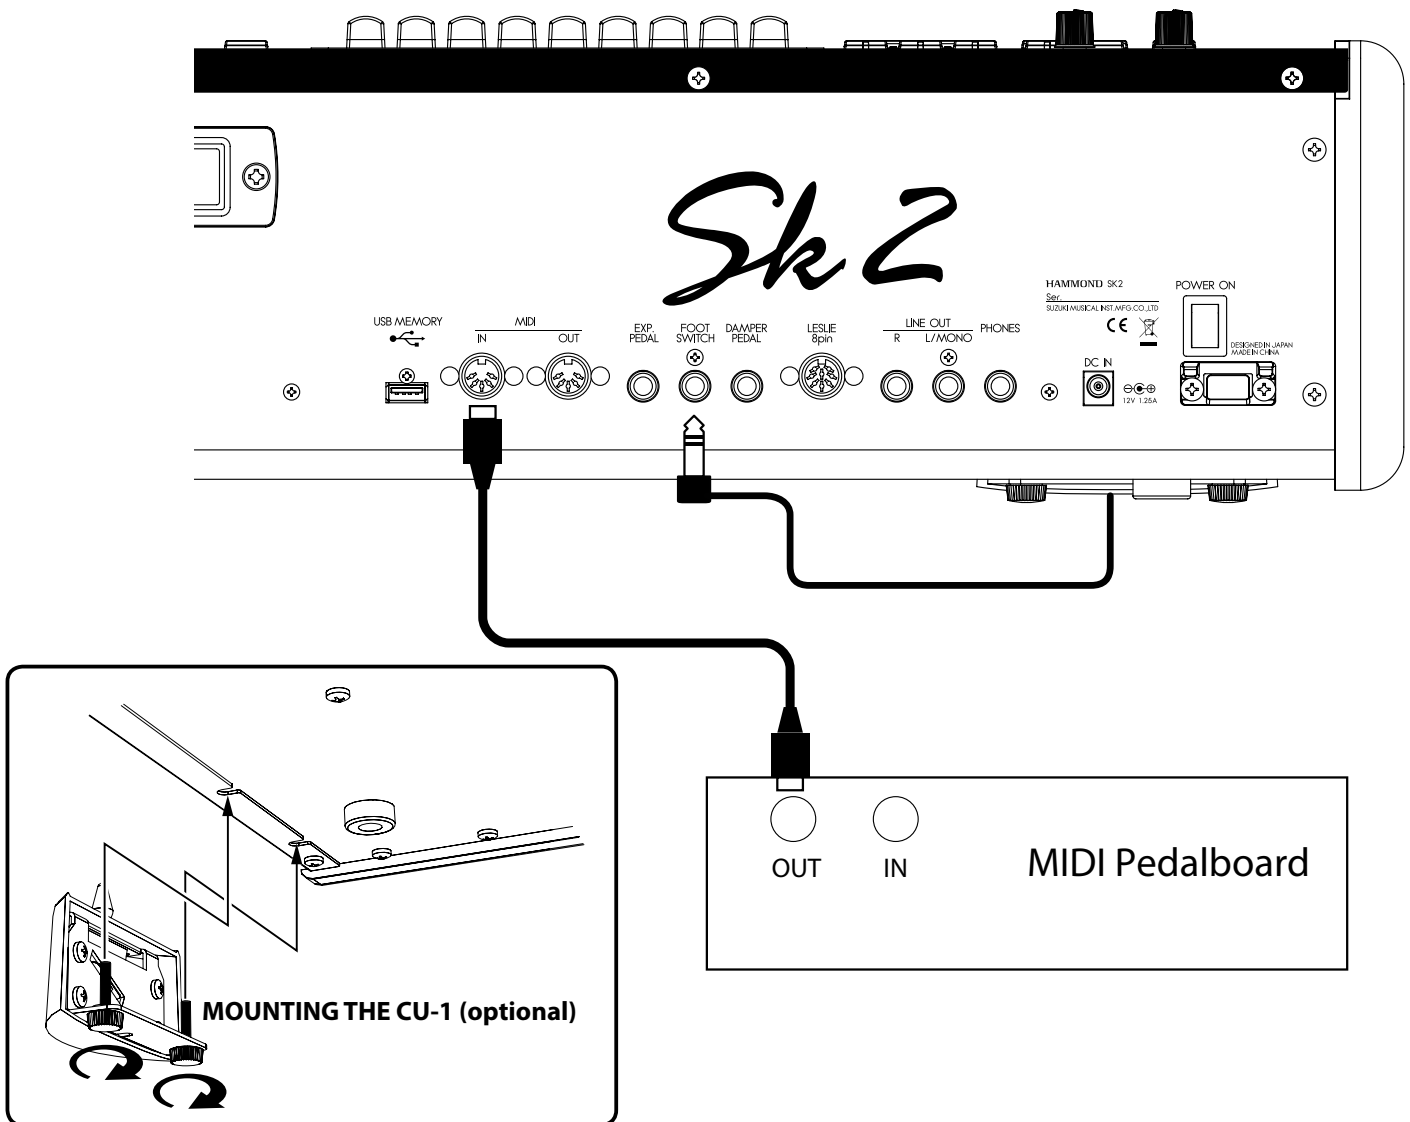 Sk2
HAMMOND SK2
Ser.
SUZUKI MUSICAL INST.MFG.CO.,LTD
CE
POWER ON
DESIGNED IN JAPAN
MADE IN CHINA
USB MEMORY
MIDI
IN
OUT
EXP.
PEDAL
FOOT
SWITCH
DAMPER
PEDAL
LESLIE
8pin
LINE OUT
R
L/MONO
PHONES
DC IN
12V 1.25A
OUT
IN
MIDI Pedalboard
MOUNTING THE CU-1 (optional)